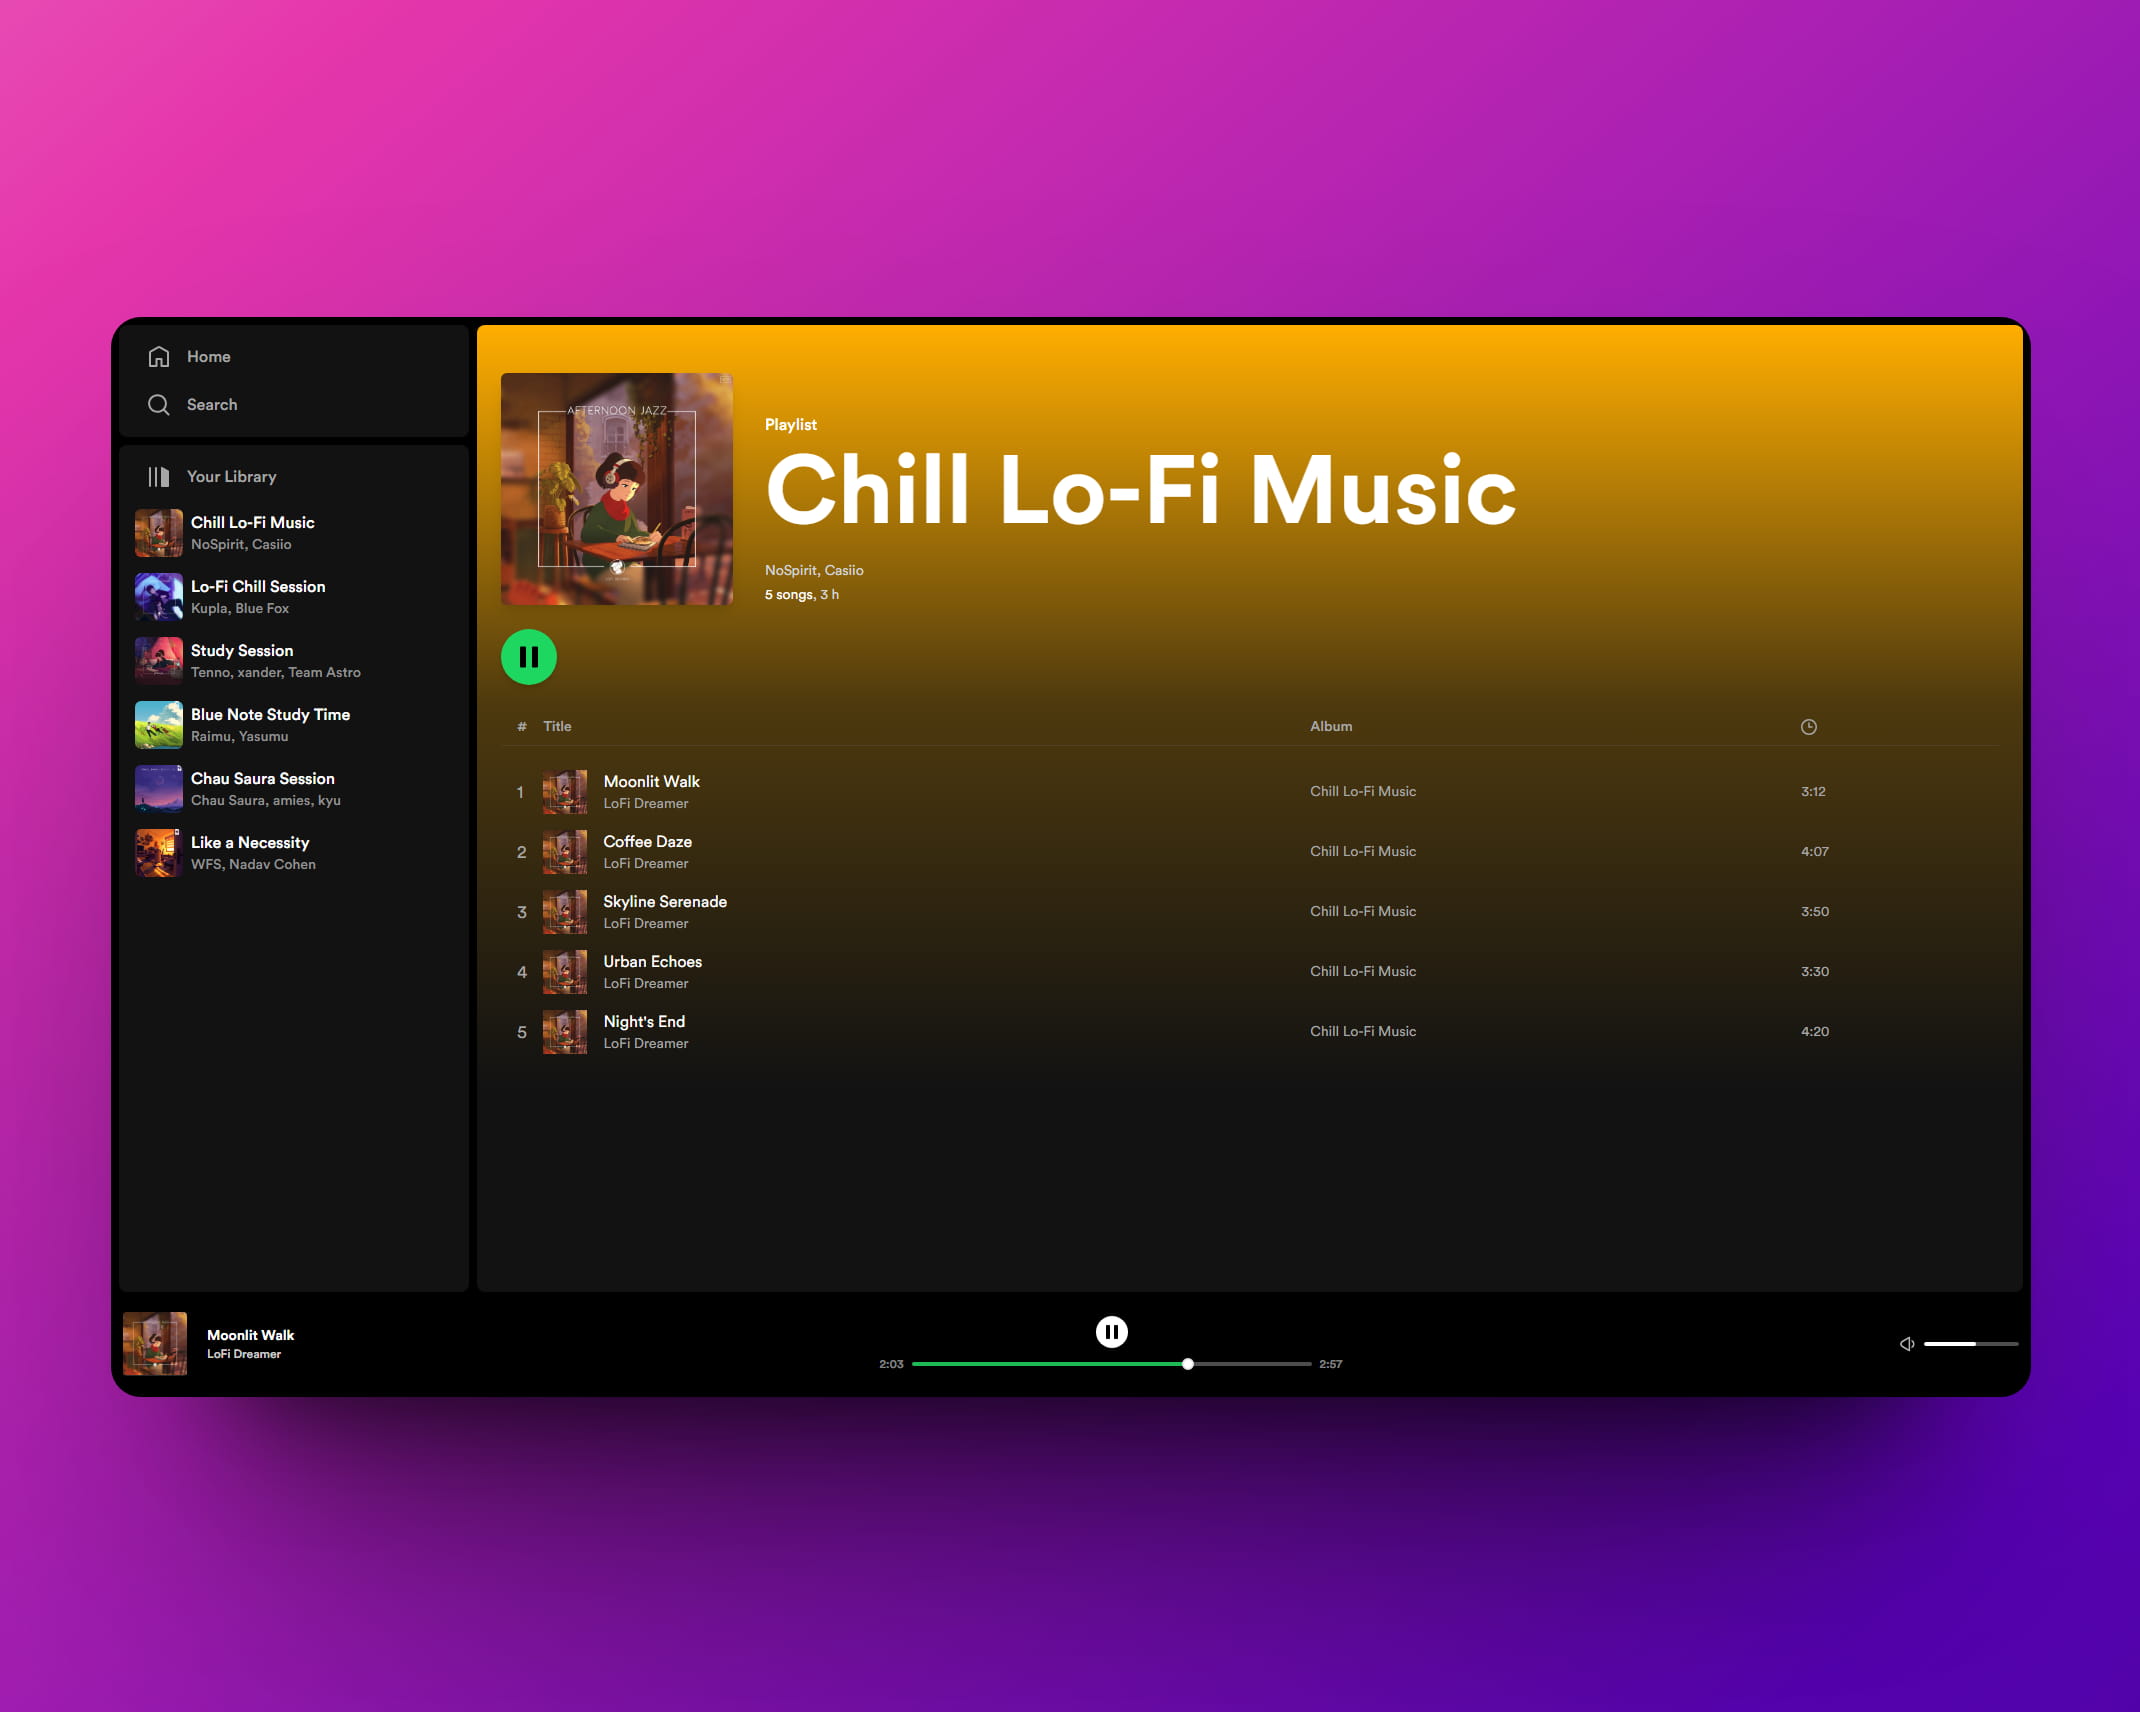 Home
Search
Your Library
Chill Lo-Fi Music
NoSpirit, Casiio
Lo-Fi Chill Session
Kupla, Blue Fox
Study Session
Tenno, xander, Team Astro
Blue Note Study Time
Raimu, Yasumu
Chau Saura Session
Chau Saura, amies, kyu
Like a Necessity
WFS, Nadav Cohen
AFTERNOON JAZZ
Playlist
Chill Lo-Fi Music
NoSpirit, Casiio
5 songs, 3 h
# Title Album
1 Moonlit Walk Chill Lo-Fi Music 3:12
LoFi Dreamer
2 Coffee Daze Chill Lo-Fi Music 4:07
LoFi Dreamer
3 Skyline Serenade Chill Lo-Fi Music 3:50
LoFi Dreamer
4 Urban Echoes Chill Lo-Fi Music 3:30
LoFi Dreamer
5 Night's End Chill Lo-Fi Music 4:20
LoFi Dreamer
Moonlit Walk
LoFi Dreamer
2:03 2:57